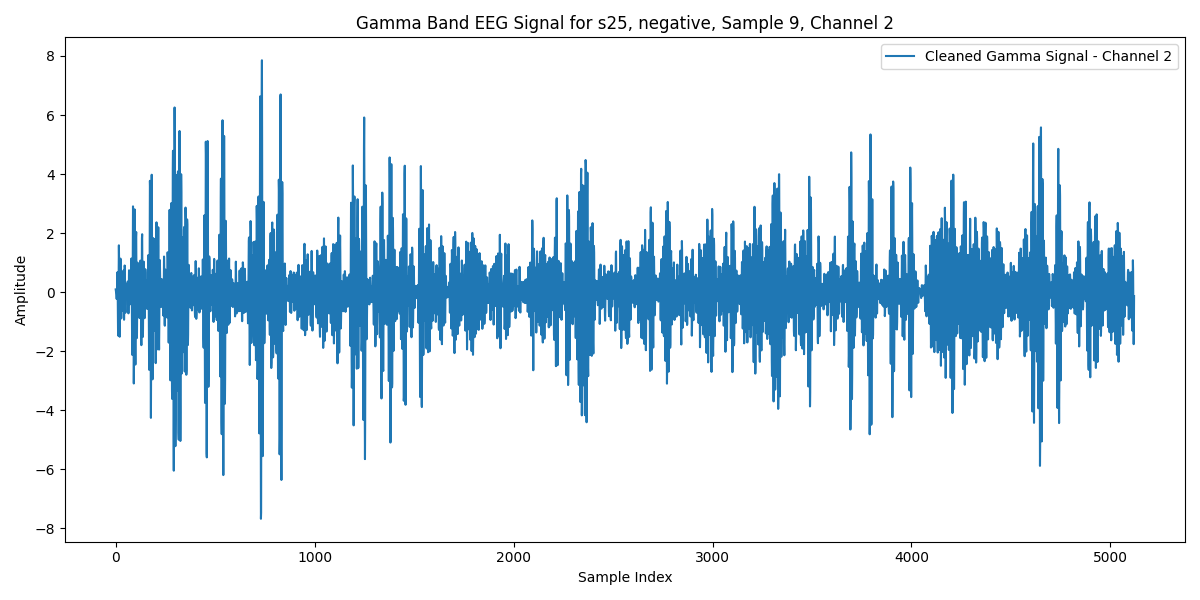 Gamma Band EEG Signal for s25, negative, Sample 9, Channel 2
Cleaned Gamma Signal - Channel 2
8
6
4
2
0
−2
−4
−6
−8
Amplitude
0 1000 2000 3000 4000 5000
Sample Index